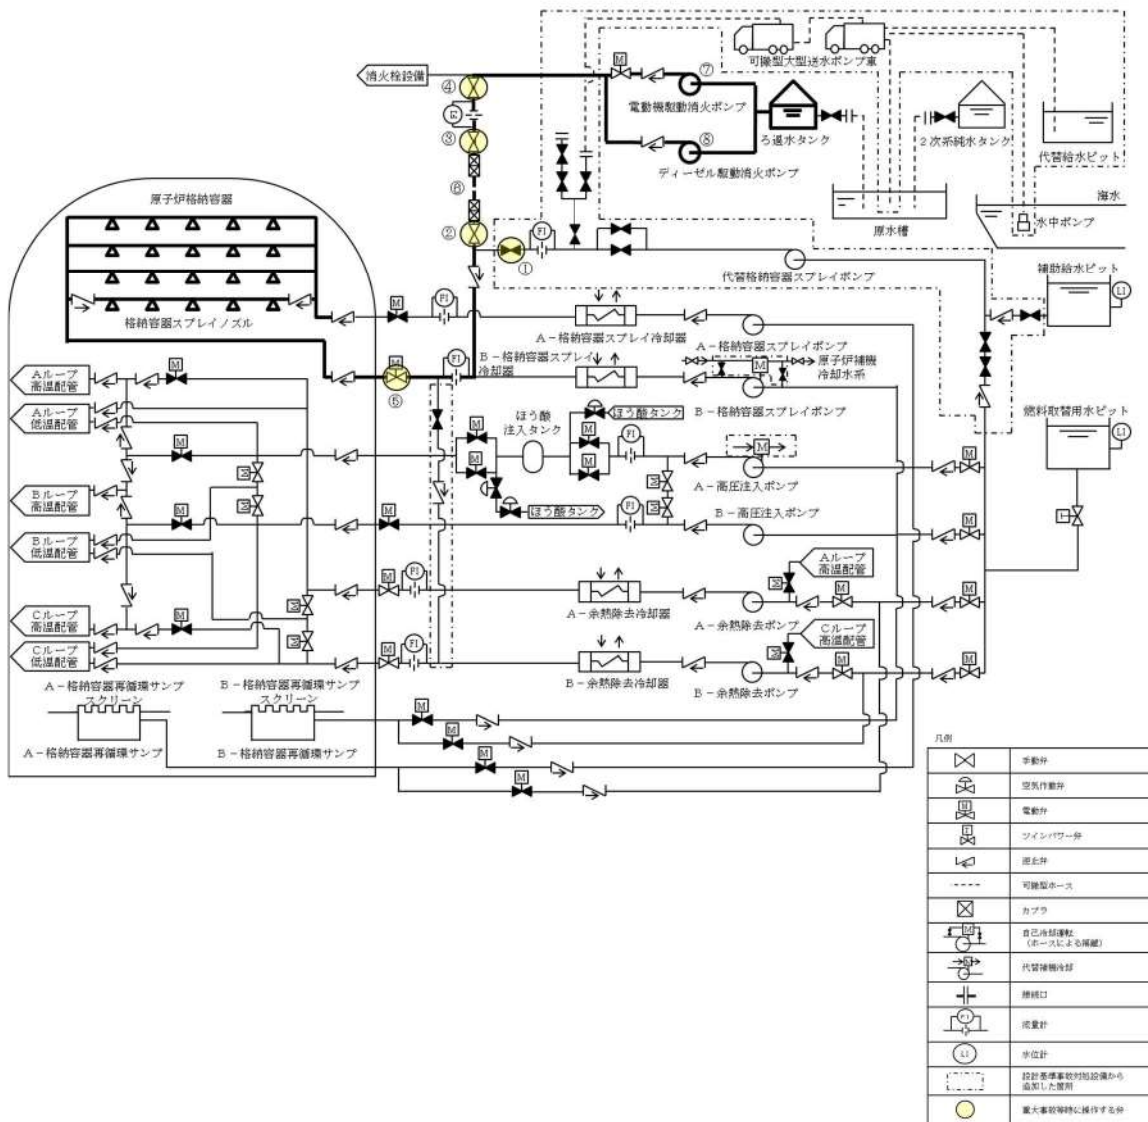 可搬型大型送水ポンプ車
消火栓設備
④
⑦
電動機駆動消火ポンプ
ろ過水タンク
2次系純水タンク
代替給水ピット
③
⑧
ディーゼル駆動消火ポンプ
⑥
原水槽
海水
水中ポンプ
原子炉格納容器
②
FI
①
代替格納容器スプレイポンプ
補助給水ピット
LI
格納容器スプレイノズル
M
FI
A-格納容器スプレイ冷却器
A-格納容器スプレイポンプ
B-格納容器スプレイ
冷却器
M
原子炉補機
冷却水系
⑤
FI
B-格納容器スプレイポンプ
Aループ
高温配管
Aループ
低温配管
ほう酸
注入タンク
ほう酸タンク
燃料取替用水ピット
LI
M
FI
A-高圧注入ポンプ
Bループ
高温配管
ほう酸タンク
FI
B-高圧注入ポンプ
Bループ
低温配管
Aループ
高温配管
M
FI
A-余熱除去冷却器
A-余熱除去ポンプ
Cループ
高温配管
Cループ
低温配管
Cループ
高温配管
M
FI
B-余熱除去冷却器
B-余熱除去ポンプ
A-格納容器再循環サンプ
スクリーン
B-格納容器再循環サンプ
スクリーン
A-格納容器再循環サンプ
B-格納容器再循環サンプ
M
M
M
M
凡例
手動弁
空気作動弁
M
電動弁
T
ツインパワー弁
逆止弁
可搬型ホース
カプラ
M
自己冷却運転
(ホースによる接続)
M
代替補機冷却
接続口
FI
流量計
LI
水位計
設計基準事故対処設備から
追加した箇所
重大事故等時に操作する弁